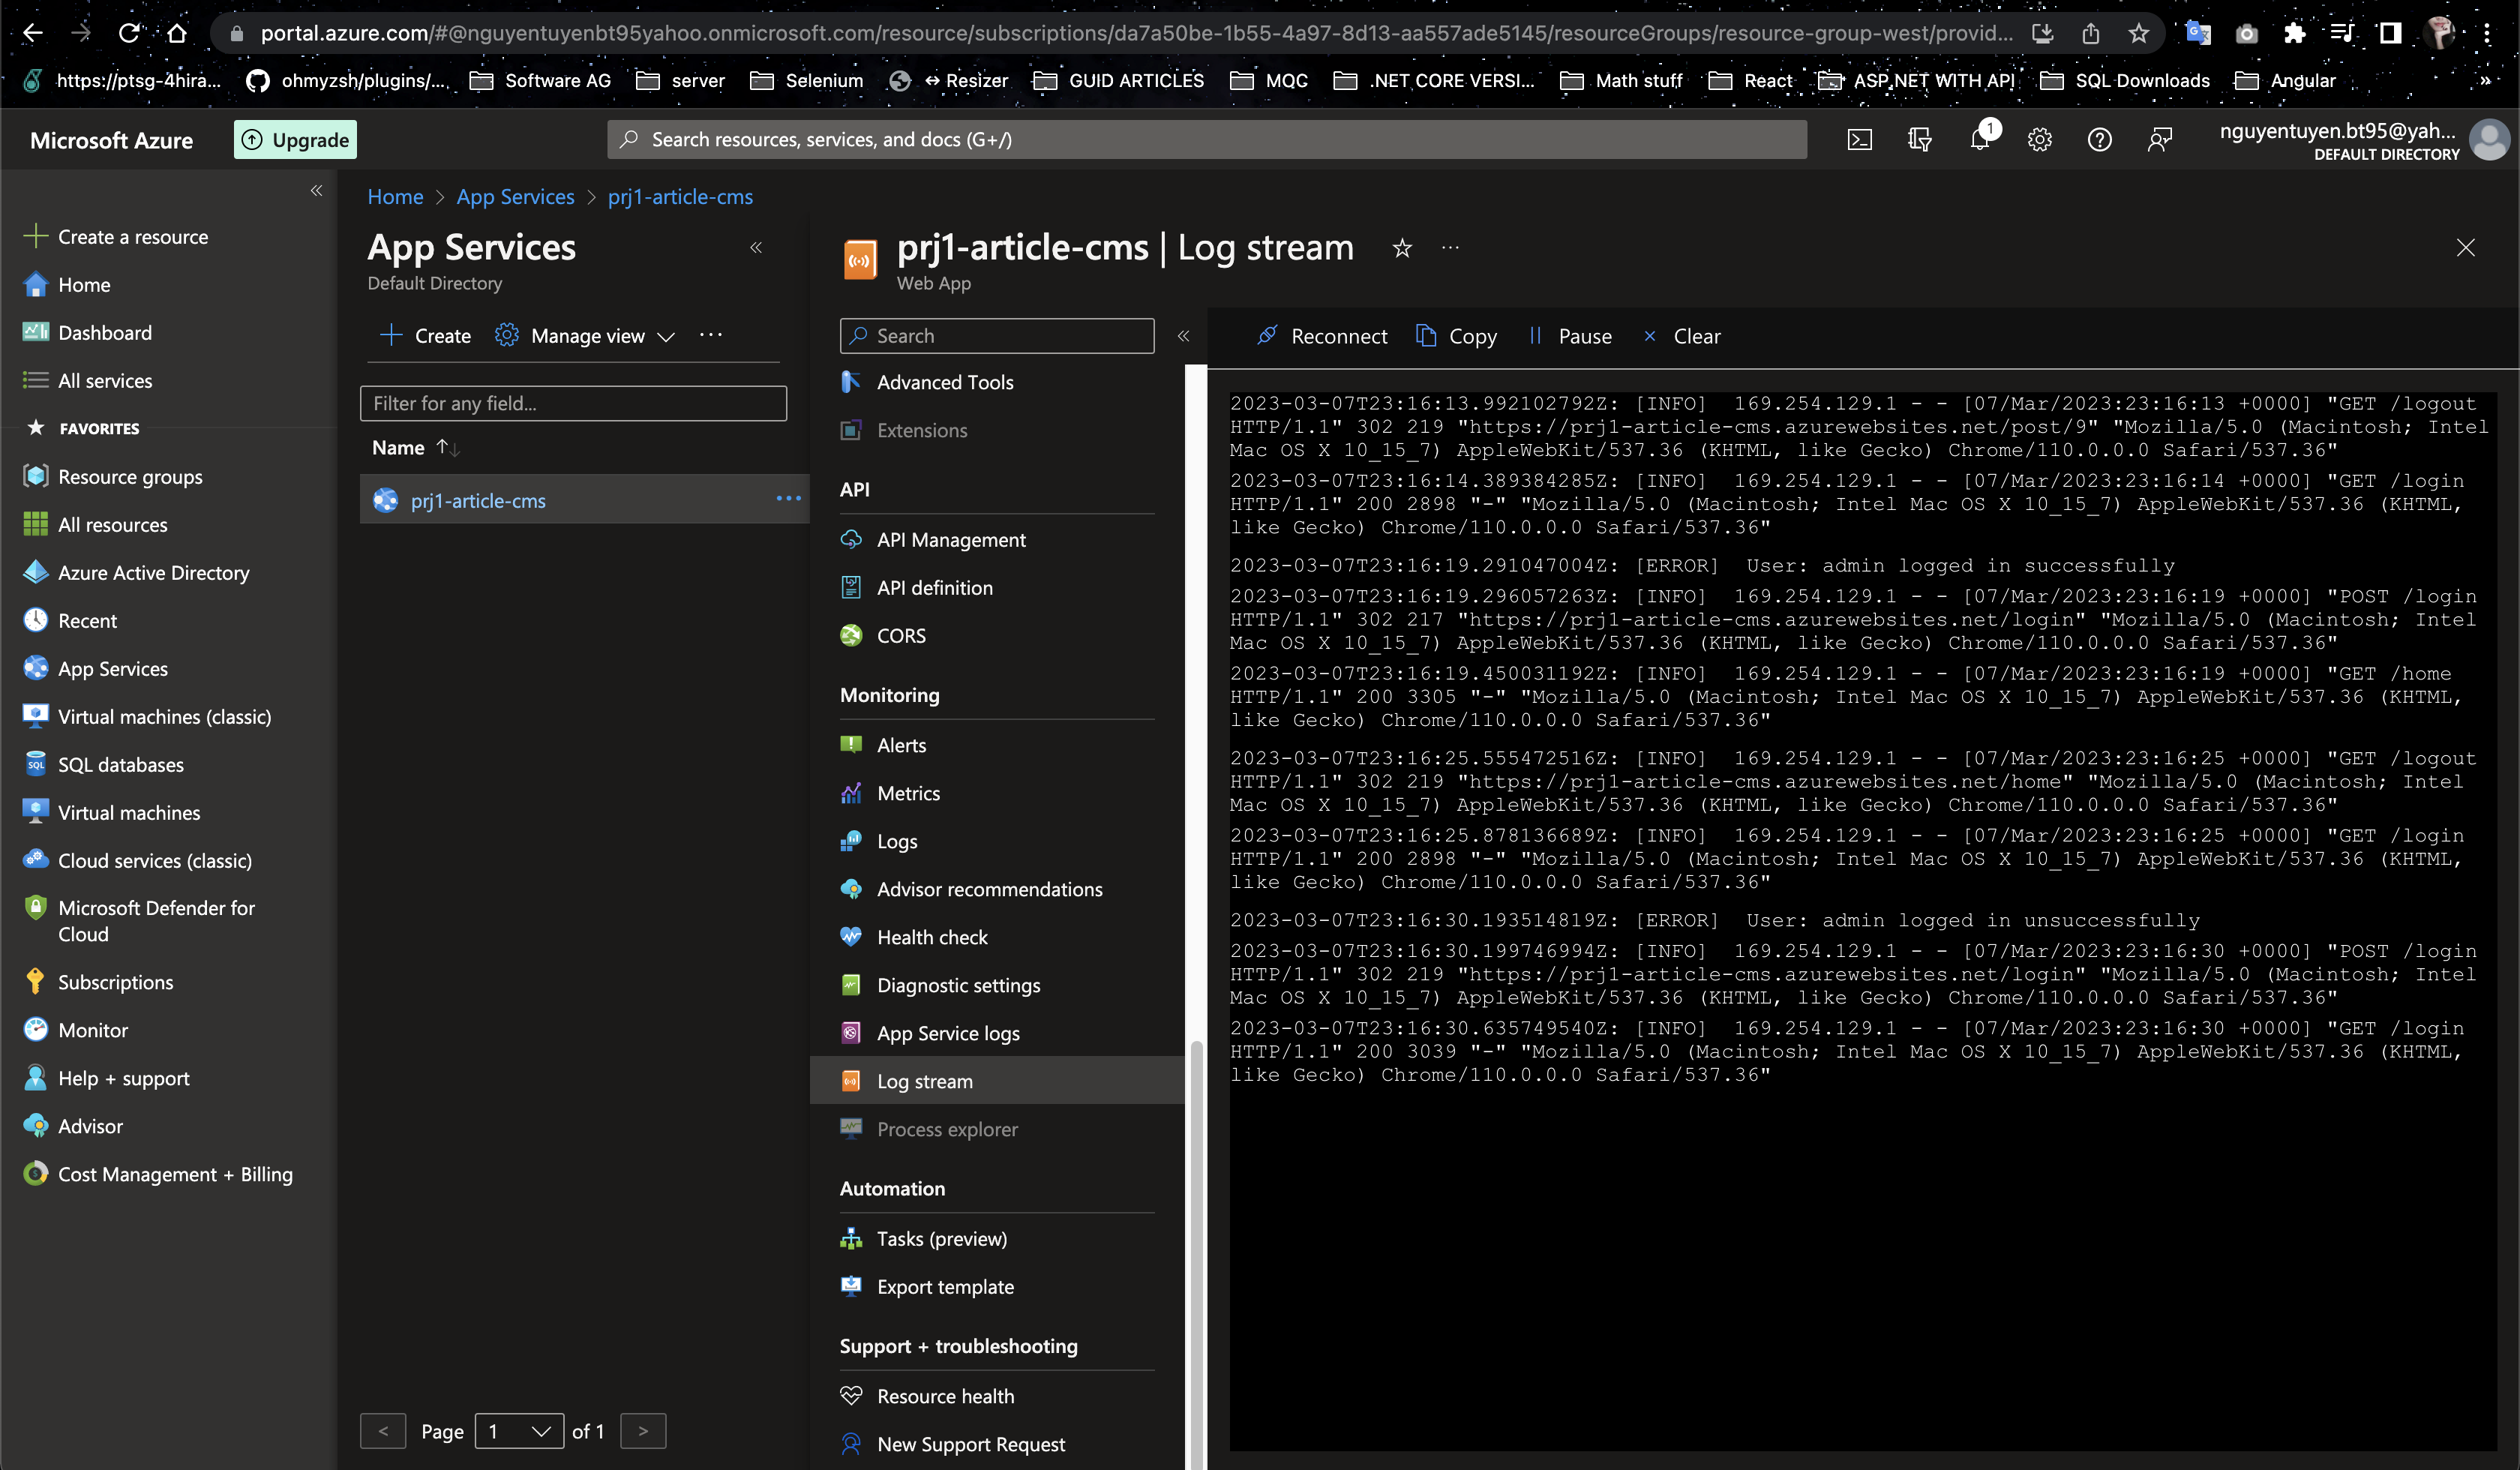 portal.azure.com/#@nguyentuyenbt95yahoo.onmicrosoft.com/resource/subscriptions/da7a50be-1b55-4a97-8d13-aa557ade5145/resourceGroups/resource-group-west/provid...
https://ptsg-4hira...
ohmyzsh/plugins/...
Software AG
server
Selenium
⇔ Resizer
GUID ARTICLES
MQC
.NET CORE VERSI...
Math stuff
React
ASP.NET WITH API
SQL Downloads
Angular
»
Microsoft Azure
Upgrade
Search resources, services, and docs (G+/)
1
nguyentuyen.bt95@yah...
DEFAULT DIRECTORY
Create a resource
Home
Dashboard
All services
FAVORITES
Resource groups
All resources
Azure Active Directory
Recent
App Services
Virtual machines (classic)
SQL databases
Virtual machines
Cloud services (classic)
Microsoft Defender for
Cloud
Subscriptions
Monitor
Help + support
Advisor
Cost Management + Billing
Home > App Services > prj1-article-cms
App Services
Default Directory
Create
Manage view
Filter for any field...
Name
prj1-article-cms
< Page 1 of 1 >
prj1-article-cms | Log stream
Web App
Search
Advanced Tools
Extensions
API
API Management
API definition
CORS
Monitoring
Alerts
Metrics
Logs
Advisor recommendations
Health check
Diagnostic settings
App Service logs
Log stream
Process explorer
Automation
Tasks (preview)
Export template
Support + troubleshooting
Resource health
New Support Request
Reconnect
Copy
Pause
Clear
2023-03-07T23:16:13.992102792Z: [INFO]  169.254.129.1 - - [07/Mar/2023:23:16:13 +0000] "GET /logout
HTTP/1.1" 302 219 "https://prj1-article-cms.azurewebsites.net/post/9" "Mozilla/5.0 (Macintosh; Intel
Mac OS X 10_15_7) AppleWebKit/537.36 (KHTML, like Gecko) Chrome/110.0.0.0 Safari/537.36"
2023-03-07T23:16:14.389384285Z: [INFO]  169.254.129.1 - - [07/Mar/2023:23:16:14 +0000] "GET /login
HTTP/1.1" 200 2898 "-" "Mozilla/5.0 (Macintosh; Intel Mac OS X 10_15_7) AppleWebKit/537.36 (KHTML,
like Gecko) Chrome/110.0.0.0 Safari/537.36"
2023-03-07T23:16:19.291047004Z: [ERROR]  User: admin logged in successfully
2023-03-07T23:16:19.296057263Z: [INFO]  169.254.129.1 - - [07/Mar/2023:23:16:19 +0000] "POST /login
HTTP/1.1" 302 217 "https://prj1-article-cms.azurewebsites.net/login" "Mozilla/5.0 (Macintosh; Intel
Mac OS X 10_15_7) AppleWebKit/537.36 (KHTML, like Gecko) Chrome/110.0.0.0 Safari/537.36"
2023-03-07T23:16:19.450031192Z: [INFO]  169.254.129.1 - - [07/Mar/2023:23:16:19 +0000] "GET /home
HTTP/1.1" 200 3305 "-" "Mozilla/5.0 (Macintosh; Intel Mac OS X 10_15_7) AppleWebKit/537.36 (KHTML,
like Gecko) Chrome/110.0.0.0 Safari/537.36"
2023-03-07T23:16:25.555472516Z: [INFO]  169.254.129.1 - - [07/Mar/2023:23:16:25 +0000] "GET /logout
HTTP/1.1" 302 219 "https://prj1-article-cms.azurewebsites.net/home" "Mozilla/5.0 (Macintosh; Intel
Mac OS X 10_15_7) AppleWebKit/537.36 (KHTML, like Gecko) Chrome/110.0.0.0 Safari/537.36"
2023-03-07T23:16:25.878136689Z: [INFO]  169.254.129.1 - - [07/Mar/2023:23:16:25 +0000] "GET /login
HTTP/1.1" 200 2898 "-" "Mozilla/5.0 (Macintosh; Intel Mac OS X 10_15_7) AppleWebKit/537.36 (KHTML,
like Gecko) Chrome/110.0.0.0 Safari/537.36"
2023-03-07T23:16:30.193514819Z: [ERROR]  User: admin logged in unsuccessfully
2023-03-07T23:16:30.199746994Z: [INFO]  169.254.129.1 - - [07/Mar/2023:23:16:30 +0000] "POST /login
HTTP/1.1" 302 219 "https://prj1-article-cms.azurewebsites.net/login" "Mozilla/5.0 (Macintosh; Intel
Mac OS X 10_15_7) AppleWebKit/537.36 (KHTML, like Gecko) Chrome/110.0.0.0 Safari/537.36"
2023-03-07T23:16:30.635749540Z: [INFO]  169.254.129.1 - - [07/Mar/2023:23:16:30 +0000] "GET /login
HTTP/1.1" 200 3039 "-" "Mozilla/5.0 (Macintosh; Intel Mac OS X 10_15_7) AppleWebKit/537.36 (KHTML,
like Gecko) Chrome/110.0.0.0 Safari/537.36"